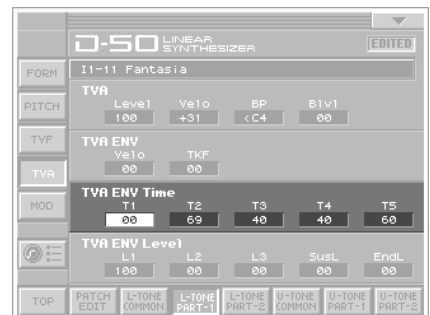 D-50 LINEAR SYNTHESIZER EDITED
FORM
PITCH
TVF
TVA
MOD
TOP
I1-11 Fantasia
TVA
Level Velo BP Blvl
100 +31 <C4 00
TVA ENV
Velo TKF
00 00
TVA ENV Time
T1 T2 T3 T4 T5
00 69 40 40 60
TVA ENV Level
L1 L2 L3 SusL EndL
100 00 00 00 00
PATCH EDIT L-TONE COMMON L-TONE PART-1 L-TONE PART-2 U-TONE COMMON U-TONE PART-1 U-TONE PART-2